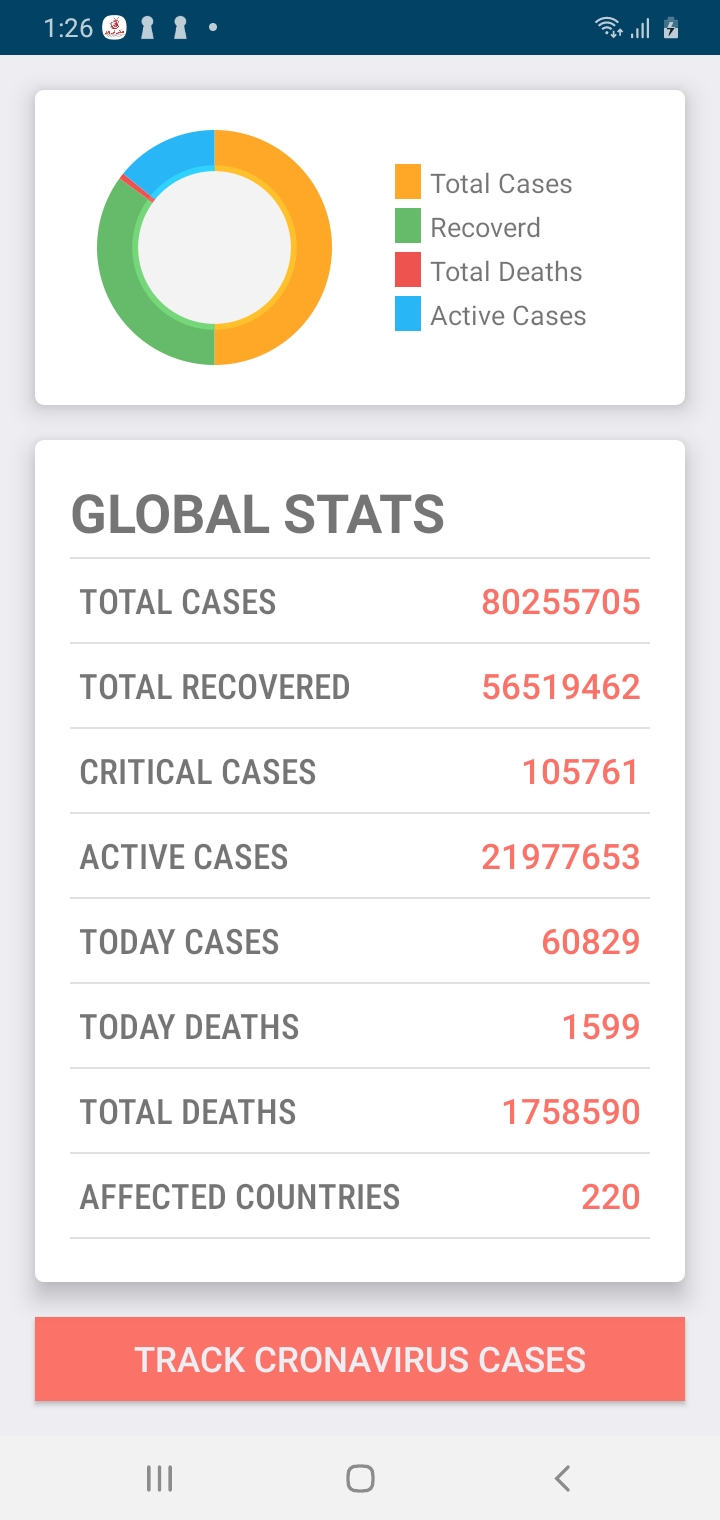 1:26
Total Cases
Recoverd
Total Deaths
Active Cases
GLOBAL STATS
TOTAL CASES 80255705
TOTAL RECOVERED 56519462
CRITICAL CASES 105761
ACTIVE CASES 21977653
TODAY CASES 60829
TODAY DEATHS 1599
TOTAL DEATHS 1758590
AFFECTED COUNTRIES 220
TRACK CRONAVIRUS CASES